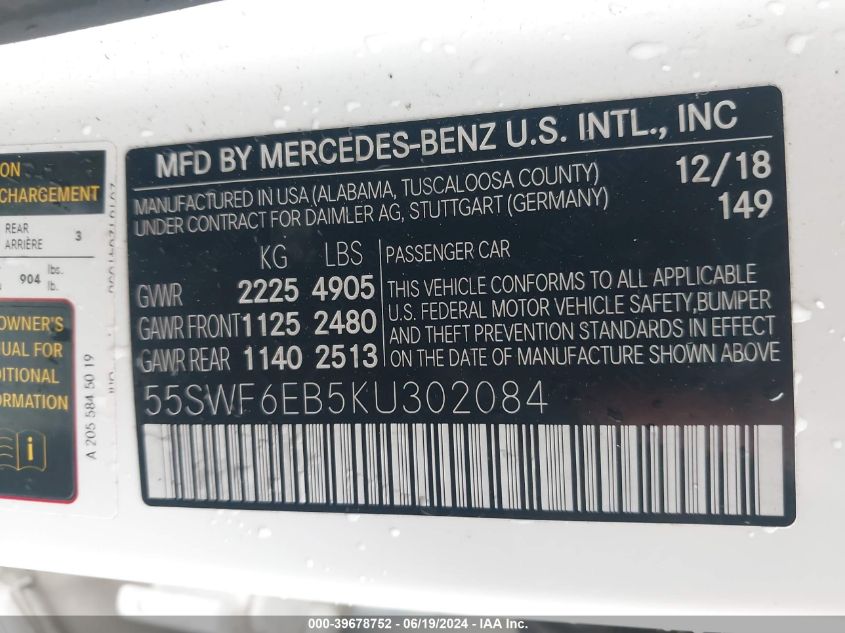 MFD BY MERCEDES-BENZ U.S. INTL., INC
MANUFACTURED IN USA (ALABAMA, TUSCALOOSA COUNTY) 12/18
UNDER CONTRACT FOR DAIMLER AG, STUTTGART (GERMANY) 149
KG LBS PASSENGER CAR
GVWR 2225 4905 THIS VEHICLE CONFORMS TO ALL APPLICABLE
GAWR FRONT 1125 2480 U.S. FEDERAL MOTOR VEHICLE SAFETY, BUMPER
AND THEFT PREVENTION STANDARDS IN EFFECT
GAWR REAR 1140 2513 ON THE DATE OF MANUFACTURE SHOWN ABOVE
55SWF6EB5KU302084
CHARGEMENT
REAR
ARRIÈRE 3
904 lbs.
lb.
OWNER'S
FOR
A 205 584 50 19
000-39678752 - 06/19/2024 - IAA Inc.